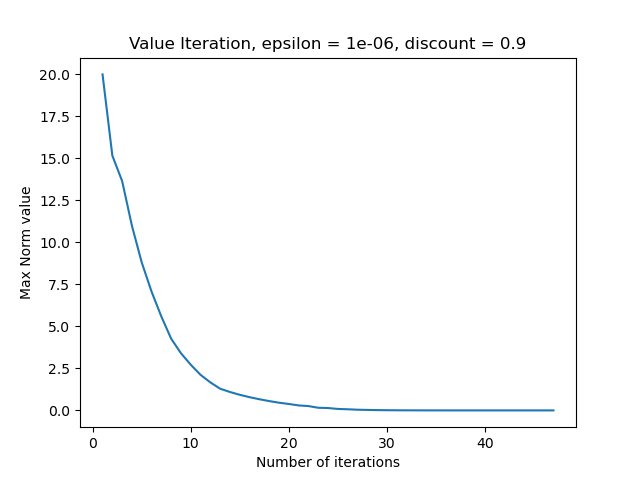 Value Iteration, epsilon = 1e-06, discount = 0.9
20.0
17.5
15.0
12.5
10.0
7.5
5.0
2.5
0.0
Max Norm value
0 10 20 30 40
Number of iterations